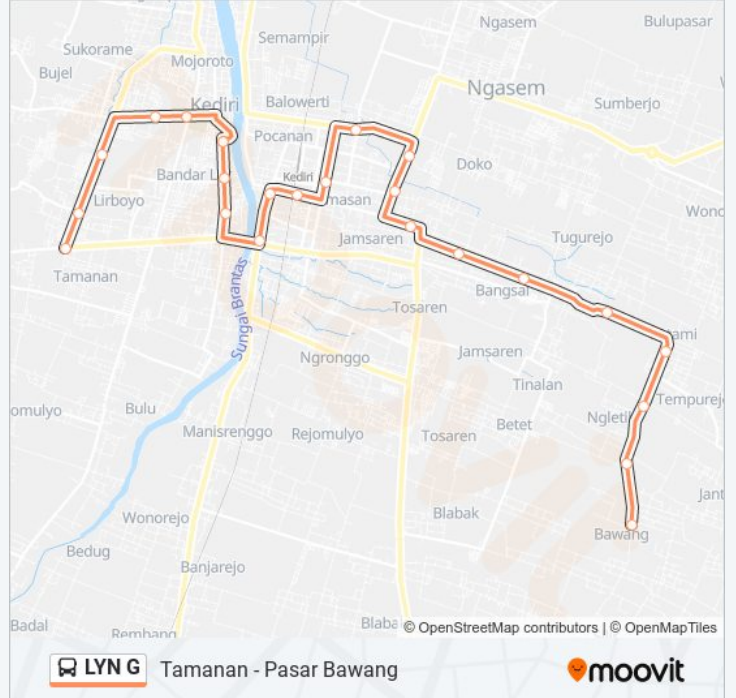 Ngasem
Bulupasar
Semampir
Sukorame
Mojoroto
Bujel
Ngasem
Kediri
Balowerti
Sumberjo
Pocanan
Doko
Bandar L
Kediri
Lirboyo
masan
Wono
Jamsaren
Tugurejo
Tamanan
Bangsal
Sungai Brantas
Tosaren
ami
Ngronggo
Jamsaren
Tinalan
Tempurej
omulyo
Bulu
Ngleti
Betet
Manisrenggo
Rejomulyo
Tosaren
Jant
Blabak
Wonorejo
Bawang
Bedug
Banjarejo
Badal
Rembang
Blaba
© OpenStreetMap contributors | © OpenMapTiles
LYN G
Tamanan - Pasar Bawang
moovit